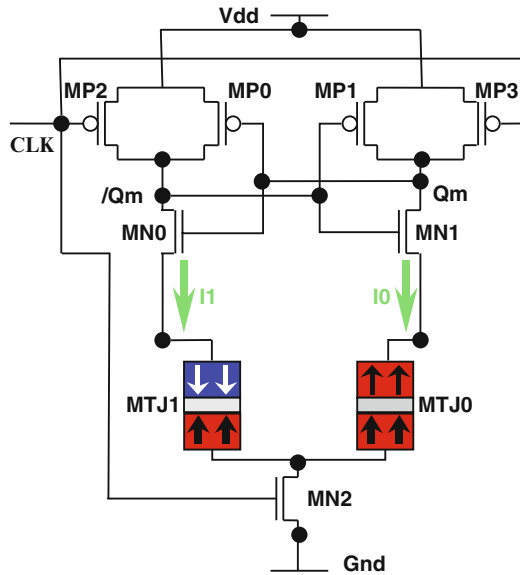 Vdd
MP2 MP0 MP1 MP3
CLK
/Qm Qm
MN0 MN1
I1 I0
MTJ1 MTJ0
MN2
Gnd